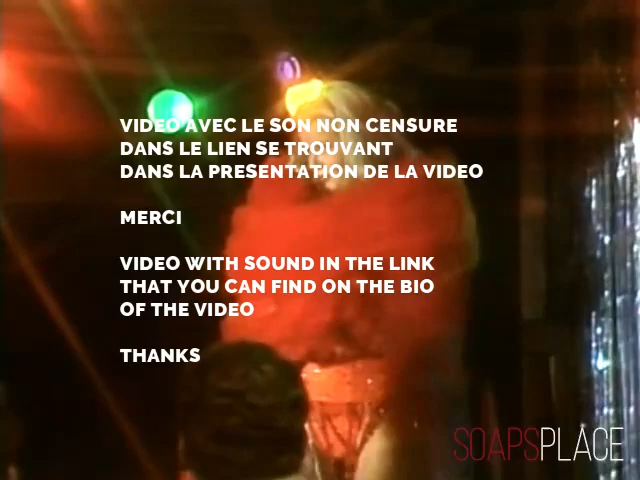 VIDEO AVEC LE SON NON CENSURE
DANS LE LIEN SE TROUVANT
DANS LA PRESENTATION DE LA VIDEO
MERCI
VIDEO WITH SOUND IN THE LINK
THAT YOU CAN FIND ON THE BIO
OF THE VIDEO
THANKS
SOAPSPLACE